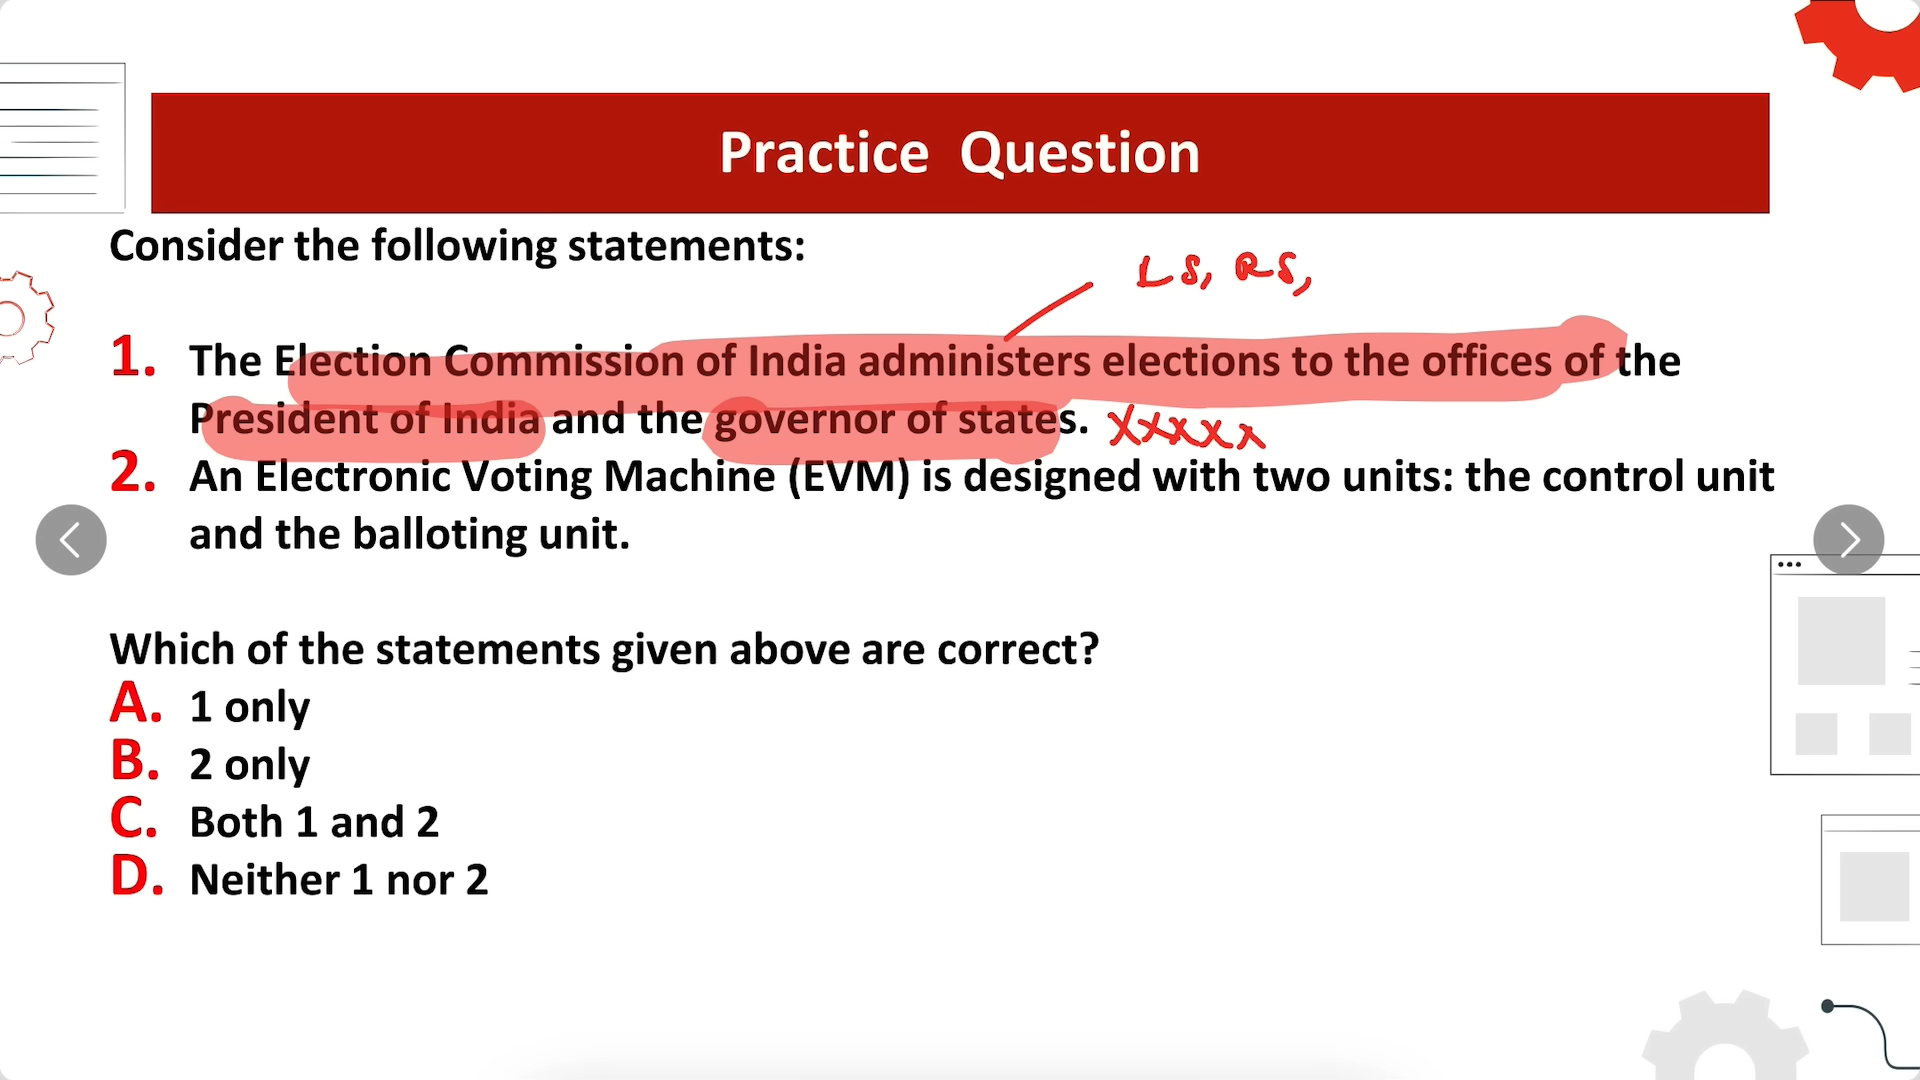 Practice Question
Consider the following statements:
LS, RS,
1. The Election Commission of India administers elections to the offices of the
President of India and the governor of states. xxxxx
2. An Electronic Voting Machine (EVM) is designed with two units: the control unit
and the balloting unit.
Which of the statements given above are correct?
A. 1 only
B. 2 only
C. Both 1 and 2
D. Neither 1 nor 2